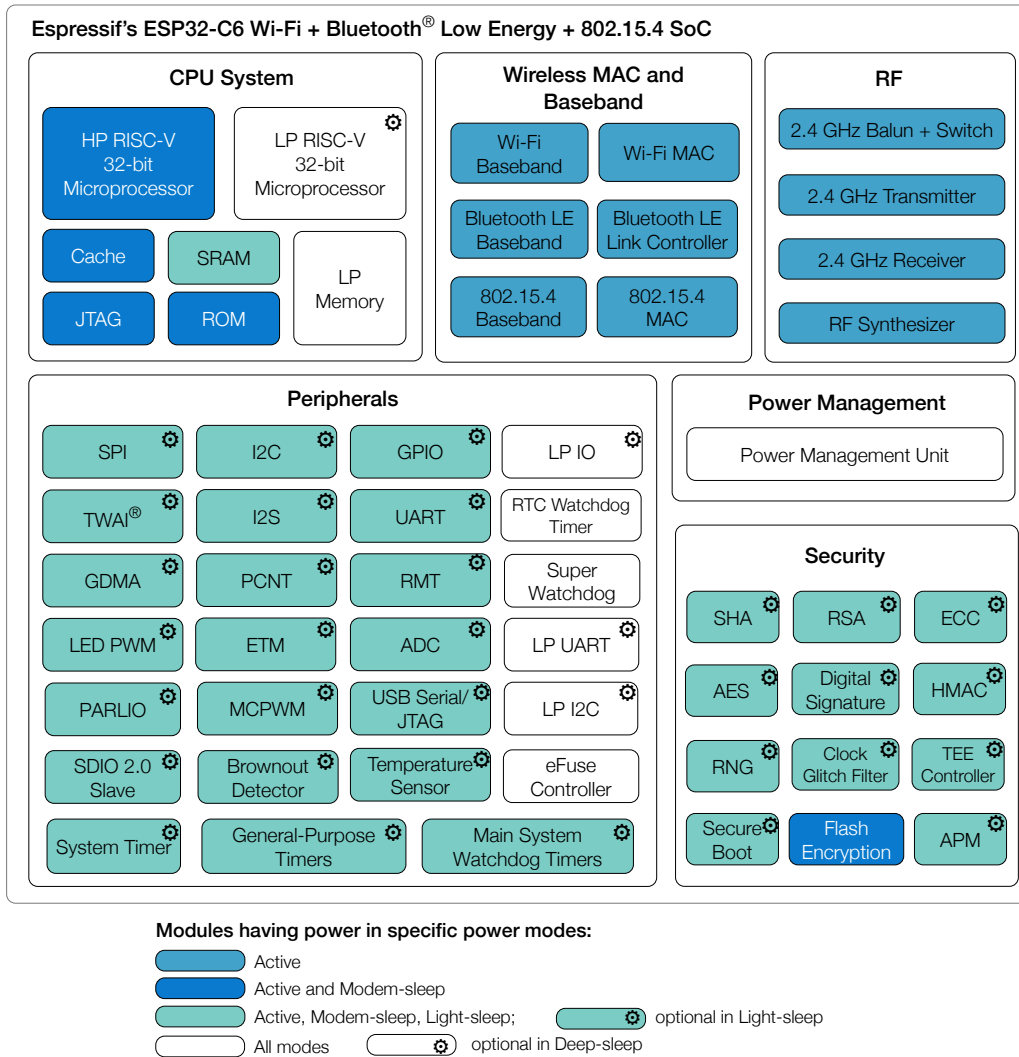 Espressif's ESP32-C6 Wi-Fi + Bluetooth® Low Energy + 802.15.4 SoC
CPU System
HP RISC-V
32-bit
Microprocessor
LP RISC-V
32-bit
Microprocessor
Cache
SRAM
LP
Memory
JTAG
ROM
Wireless MAC and
Baseband
Wi-Fi
Baseband
Wi-Fi MAC
Bluetooth LE
Baseband
Bluetooth LE
Link Controller
802.15.4
Baseband
802.15.4
MAC
RF
2.4 GHz Balun + Switch
2.4 GHz Transmitter
2.4 GHz Receiver
RF Synthesizer
Peripherals
SPI
I2C
GPIO
LP IO
TWAI®
I2S
UART
RTC Watchdog
Timer
GDMA
PCNT
RMT
Super
Watchdog
LED PWM
ETM
ADC
LP UART
PARLIO
MCPWM
USB Serial/
JTAG
LP I2C
SDIO 2.0
Slave
Brownout
Detector
Temperature
Sensor
eFuse
Controller
System Timer
General-Purpose
Timers
Main System
Watchdog Timers
Power Management
Power Management Unit
Security
SHA
RSA
ECC
AES
Digital
Signature
HMAC
RNG
Clock
Glitch Filter
TEE
Controller
Secure
Boot
Flash
Encryption
APM
Modules having power in specific power modes:
Active
Active and Modem-sleep
Active, Modem-sleep, Light-sleep;
optional in Light-sleep
All modes
optional in Deep-sleep